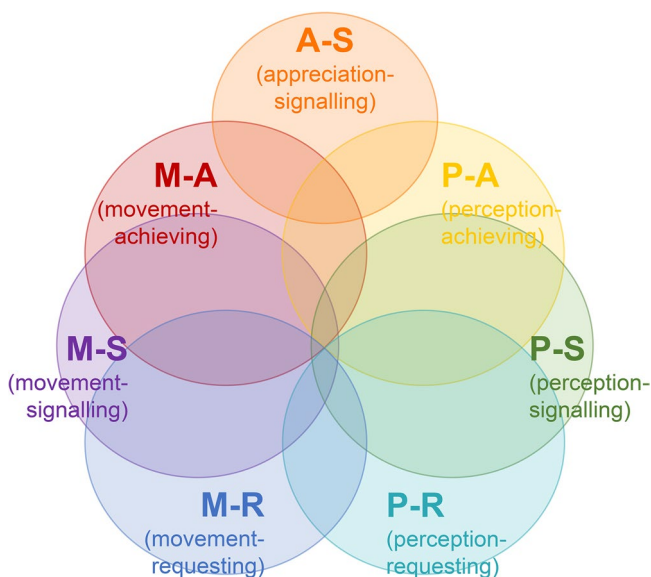 A-S
(appreciation-
signalling)
M-A
(movement-
achieving)
P-A
(perception-
achieving)
M-S
(movement-
signalling)
P-S
(perception-
signalling)
M-R
(movement-
requesting)
P-R
(perception-
requesting)